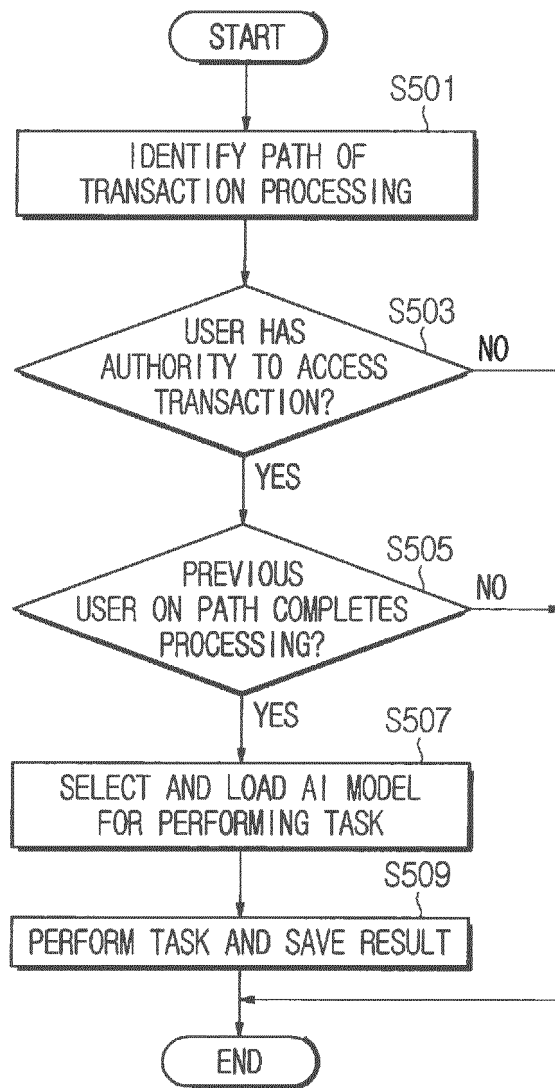 START
S501
IDENTIFY PATH OF
TRANSACTION PROCESSING
S503
USER HAS
AUTHORITY TO ACCESS
TRANSACTION?
NO
YES
S505
PREVIOUS
USER ON PATH COMPLETES
PROCESSING?
NO
YES
S507
SELECT AND LOAD AI MODEL
FOR PERFORMING TASK
S509
PERFORM TASK AND SAVE RESULT
END